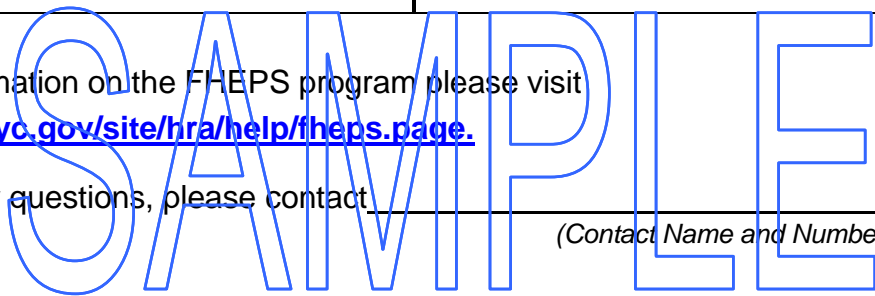 mation on the FHEPS program please visit
yc.gov/site/hra/help/fheps.page.
questions, please contact
(Contact Name and Numbe
SAMPLE